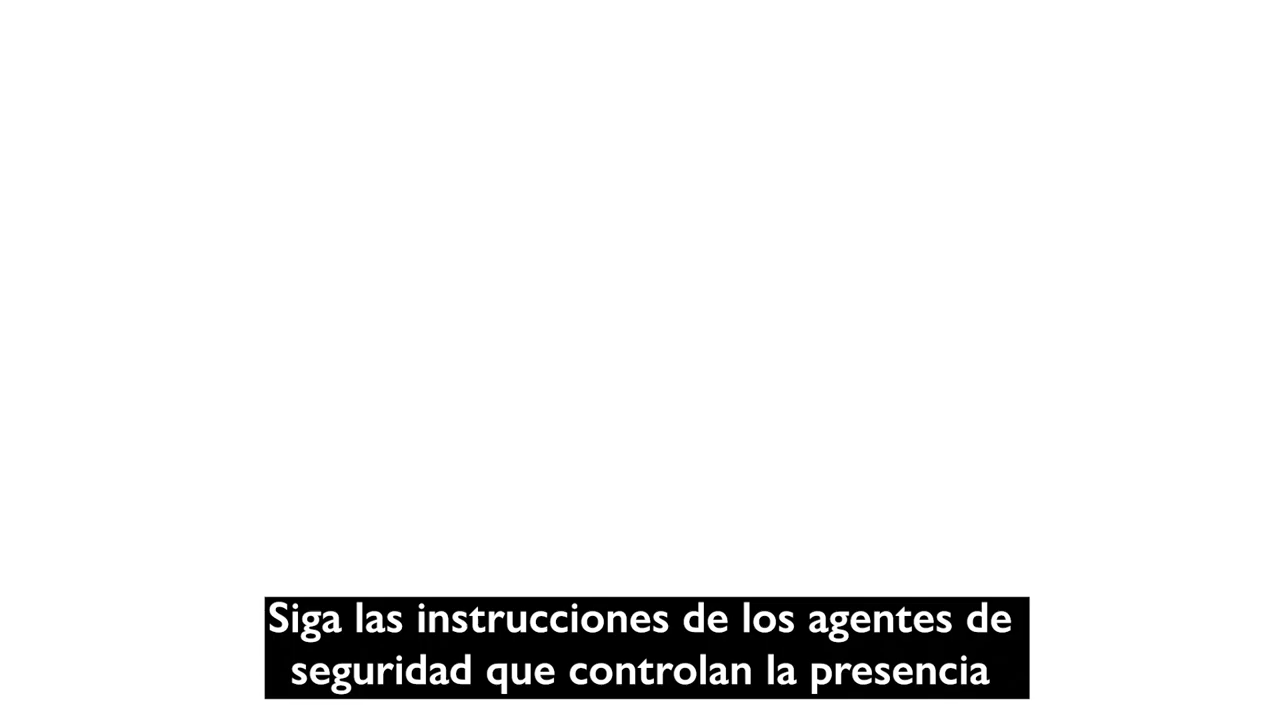 Siga las instrucciones de los agentes de
seguridad que controlan la presencia